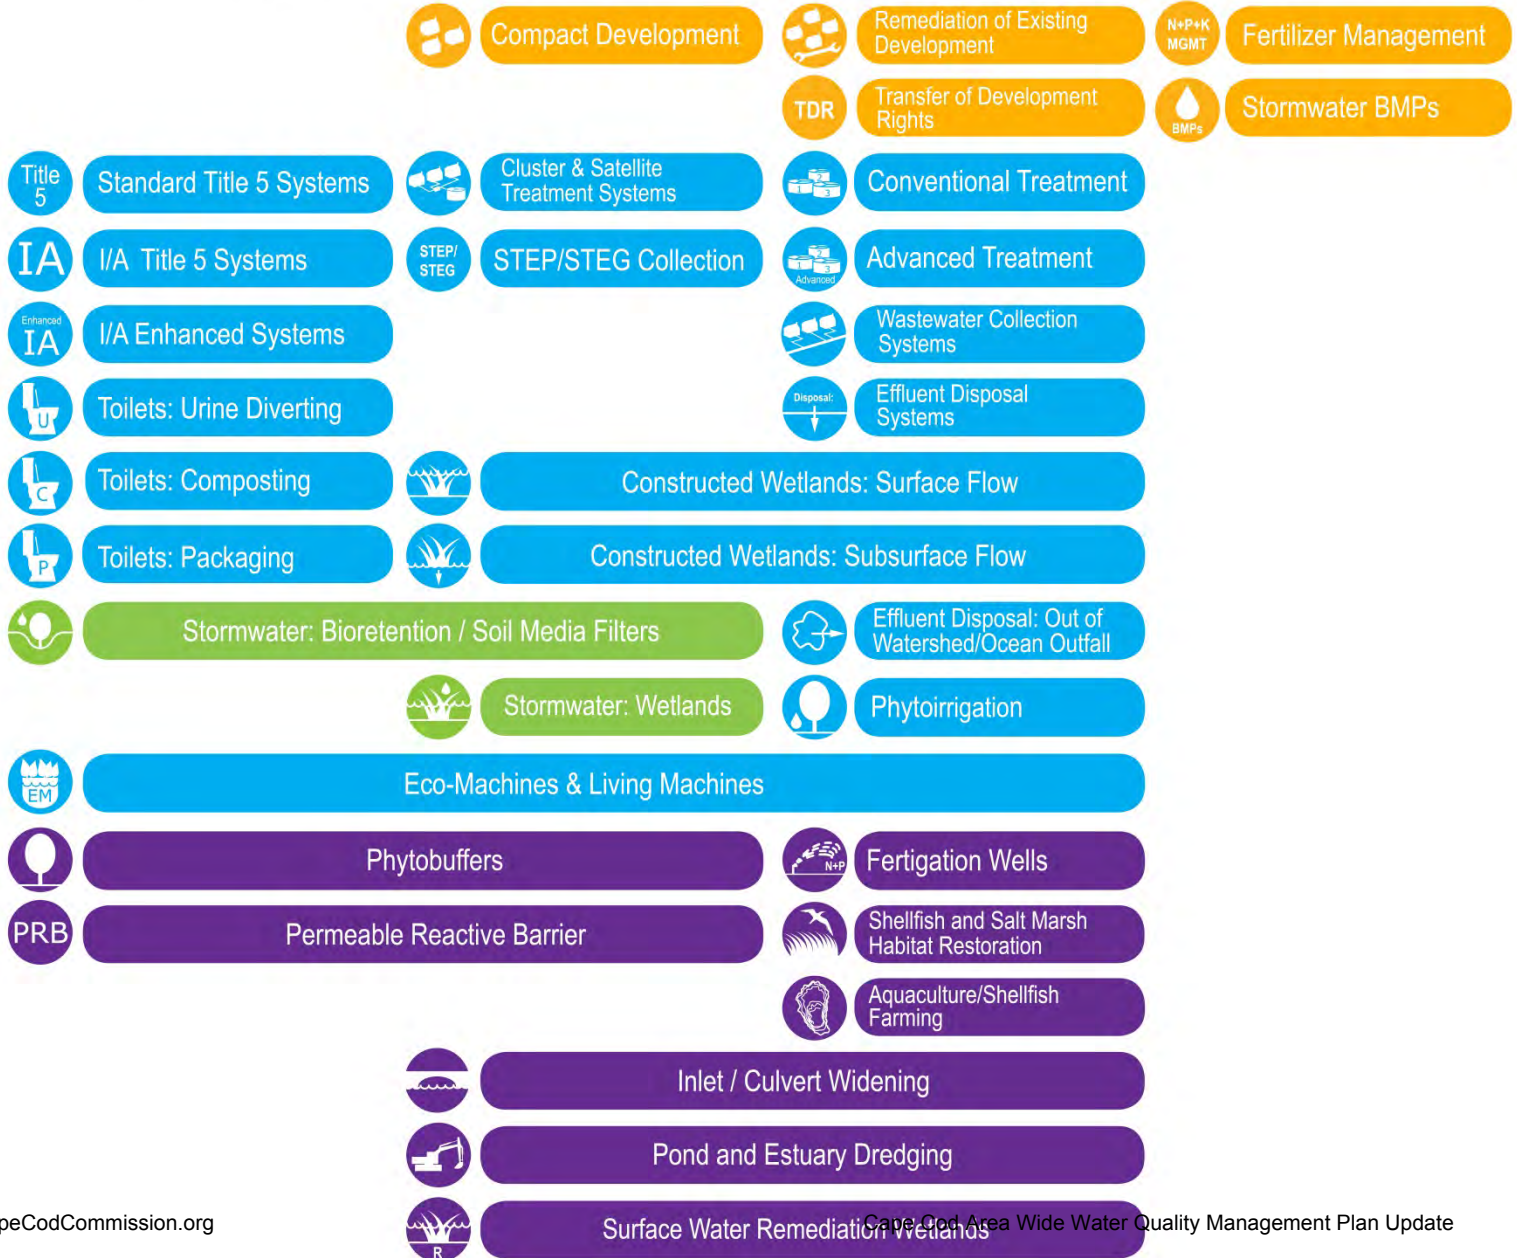 Compact Development
Remediation of Existing
Development
N+P+K
MGMT
Fertilizer Management
TDR
Transfer of Development
Rights
BMPs
Stormwater BMPs
Title
5
Standard Title 5 Systems
Cluster & Satellite
Treatment Systems
1
3
Conventional Treatment
IA
I/A Title 5 Systems
STEP/
STEG
STEP/STEG Collection
1
3
Advanced
Advanced Treatment
Enhanced
IA
I/A Enhanced Systems
Wastewater Collection
Systems
U
Toilets: Urine Diverting
Disposal:
Effluent Disposal
Systems
C
Toilets: Composting
Constructed Wetlands: Surface Flow
P
Toilets: Packaging
Constructed Wetlands: Subsurface Flow
Stormwater: Bioretention / Soil Media Filters
Effluent Disposal: Out of
Watershed/Ocean Outfall
Stormwater: Wetlands
Phytoirrigation
EM
Eco-Machines & Living Machines
Phytobuffers
N+P
Fertigation Wells
PRB
Permeable Reactive Barrier
Shellfish and Salt Marsh
Habitat Restoration
Aquaculture/Shellfish
Farming
Inlet / Culvert Widening
Pond and Estuary Dredging
R
Surface Water Remediation Wetlands
peCodCommission.org
Cape Cod Area Wide Water Quality Management Plan Update